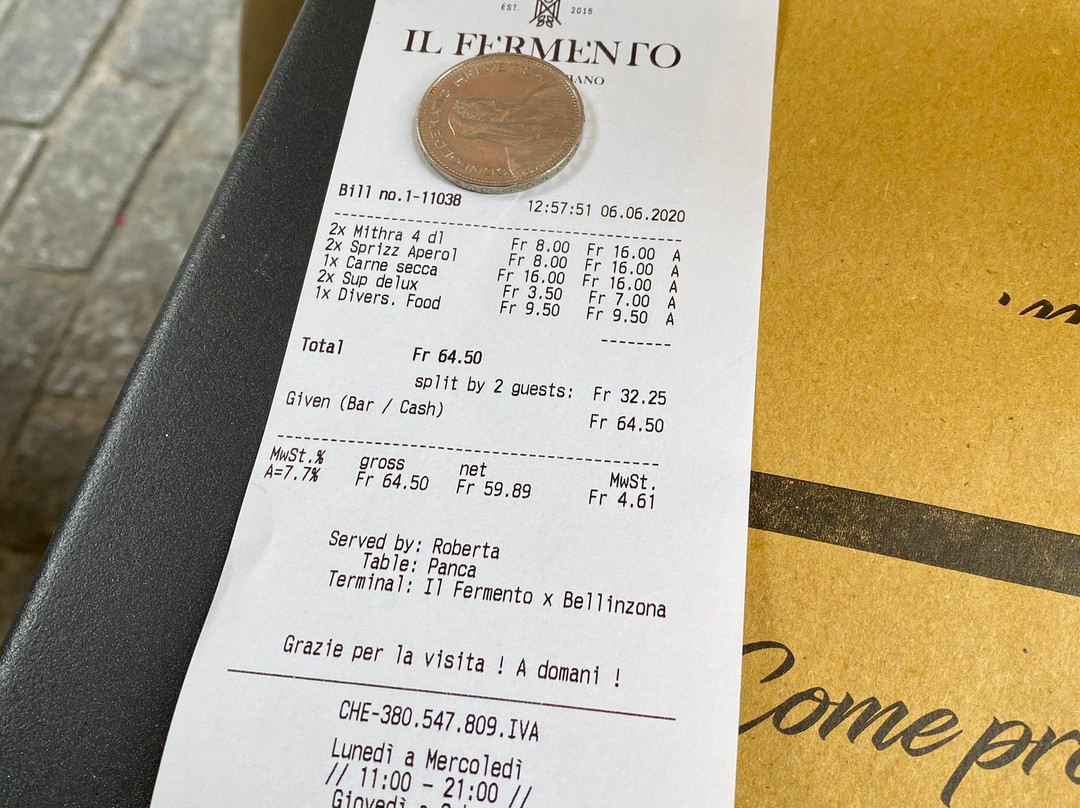 EST. 2015
IL FERMENTO
Bill no.1-11038 12:57:51 06.06.2020
2x Mithra 4 dl Fr 8.00 Fr 16.00 A
2x Sprizz Aperol Fr 8.00 Fr 16.00 A
1x Carne secca Fr 16.00 Fr 16.00 A
2x Sup delux Fr 3.50 Fr 7.00 A
1x Divers. Food Fr 9.50 Fr 9.50 A
Total Fr 64.50
split by 2 guests: Fr 32.25
Given (Bar / Cash) Fr 64.50
MwSt.% gross net MwSt.
A=7.7% Fr 64.50 Fr 59.89 Fr 4.61
Served by: Roberta
Table: Panca
Terminal: Il Fermento x Bellinzona
Grazie per la visita ! A domani !
CHE-380.547.809.IVA
Lunedì a Mercoledì
// 11:00 - 21:00 //
Giovedì a
HELVETICA
Come